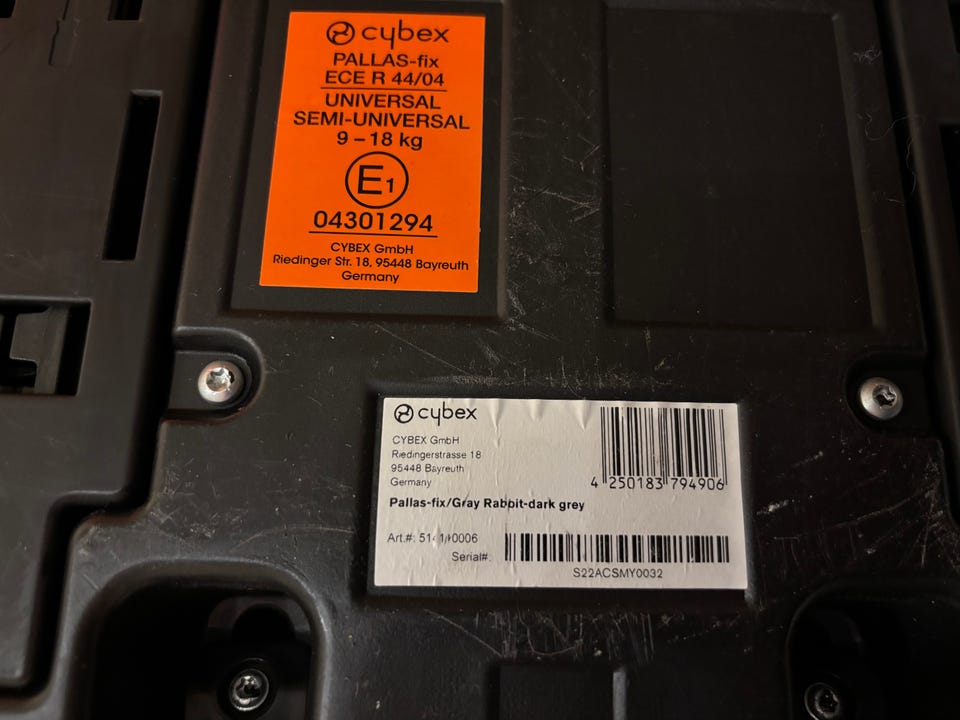 cybex
PALLAS-fix
ECE R 44/04
UNIVERSAL
SEMI-UNIVERSAL
9 – 18 kg
E1
04301294
CYBEX GmbH
Riedinger Str. 18, 95448 Bayreuth
Germany
cybex
CYBEX GmbH
Riedingerstrasse 18
95448 Bayreuth
Germany
4 250183 794906
Pallas-fix/Gray Rabbit-dark grey
Art.#:
Serial#:
S22ACSMY0032